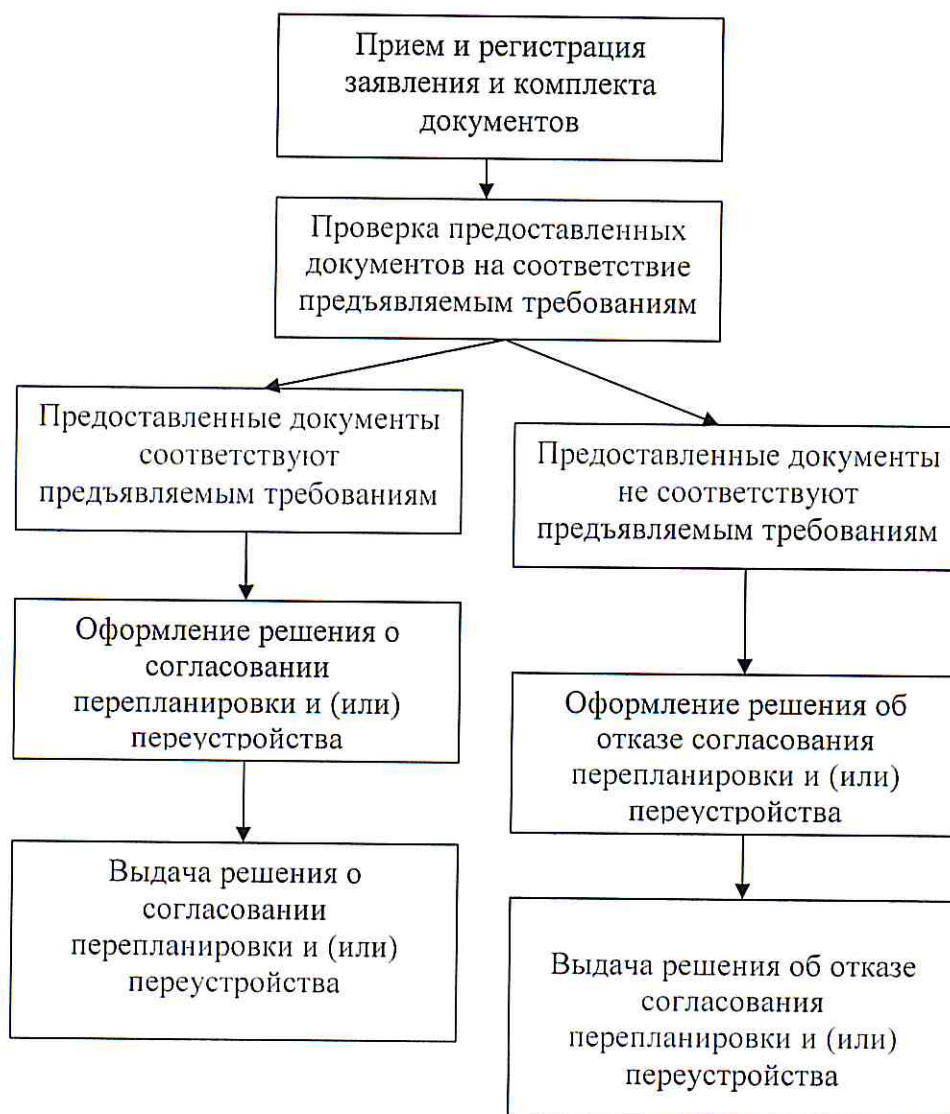 Прием и регистрация
заявления и комплекта
документов
Проверка предоставленных
документов на соответствие
предъявляемым требованиям
Предоставленные документы
соответствуют
предъявляемым требованиям
Предоставленные документы
не соответствуют
предъявляемым требованиям
Оформление решения о
согласовании
перепланировки и (или)
переустройства
Оформление решения об
отказе согласования
перепланировки и (или)
переустройства
Выдача решения о
согласовании
перепланировки и (или)
переустройства
Выдача решения об отказе
согласования
перепланировки и (или)
переустройства